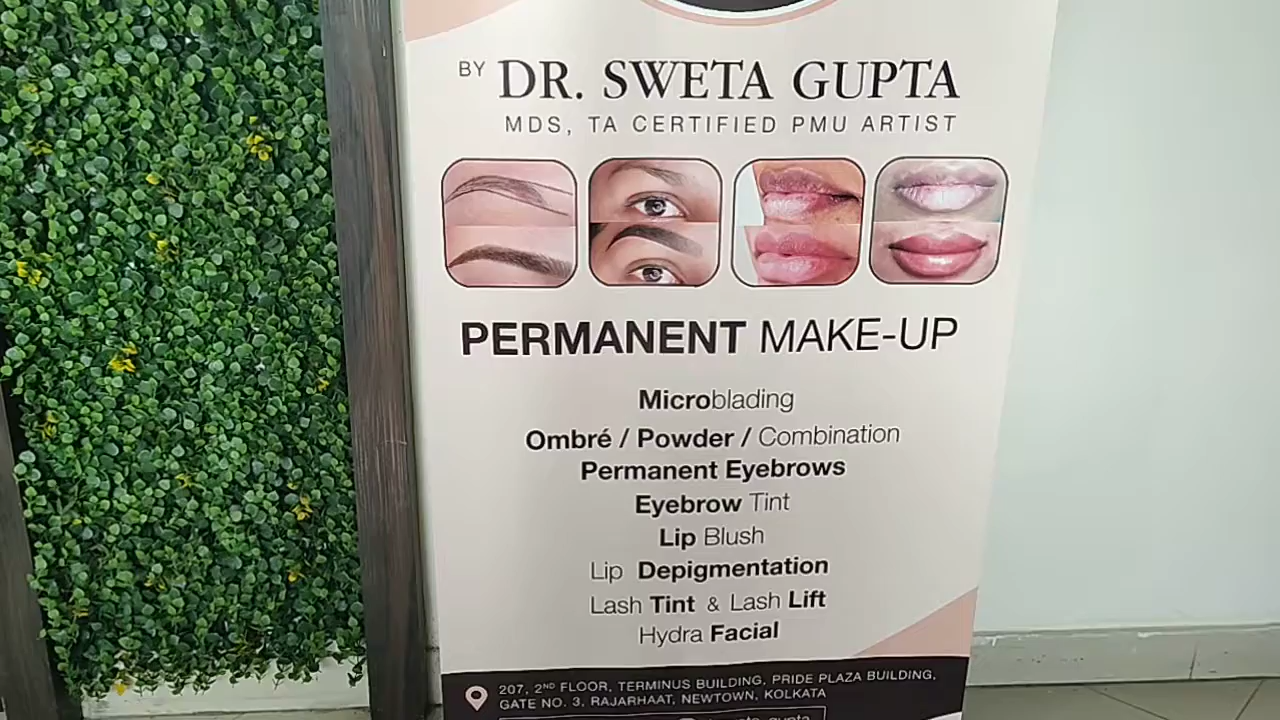 BY DR. SWETA GUPTA
MDS, TA CERTIFIED PMU ARTIST
PERMANENT MAKE-UP
Microblading
Ombré / Powder / Combination
Permanent Eyebrows
Eyebrow Tint
Lip Blush
Lip Depigmentation
Lash Tint & Lash Lift
Hydra Facial
207, 2ND FLOOR, TERMINUS BUILDING, PRIDE PLAZA BUILDING,
GATE NO. 3, RAJARHAAT, NEWTOWN, KOLKATA